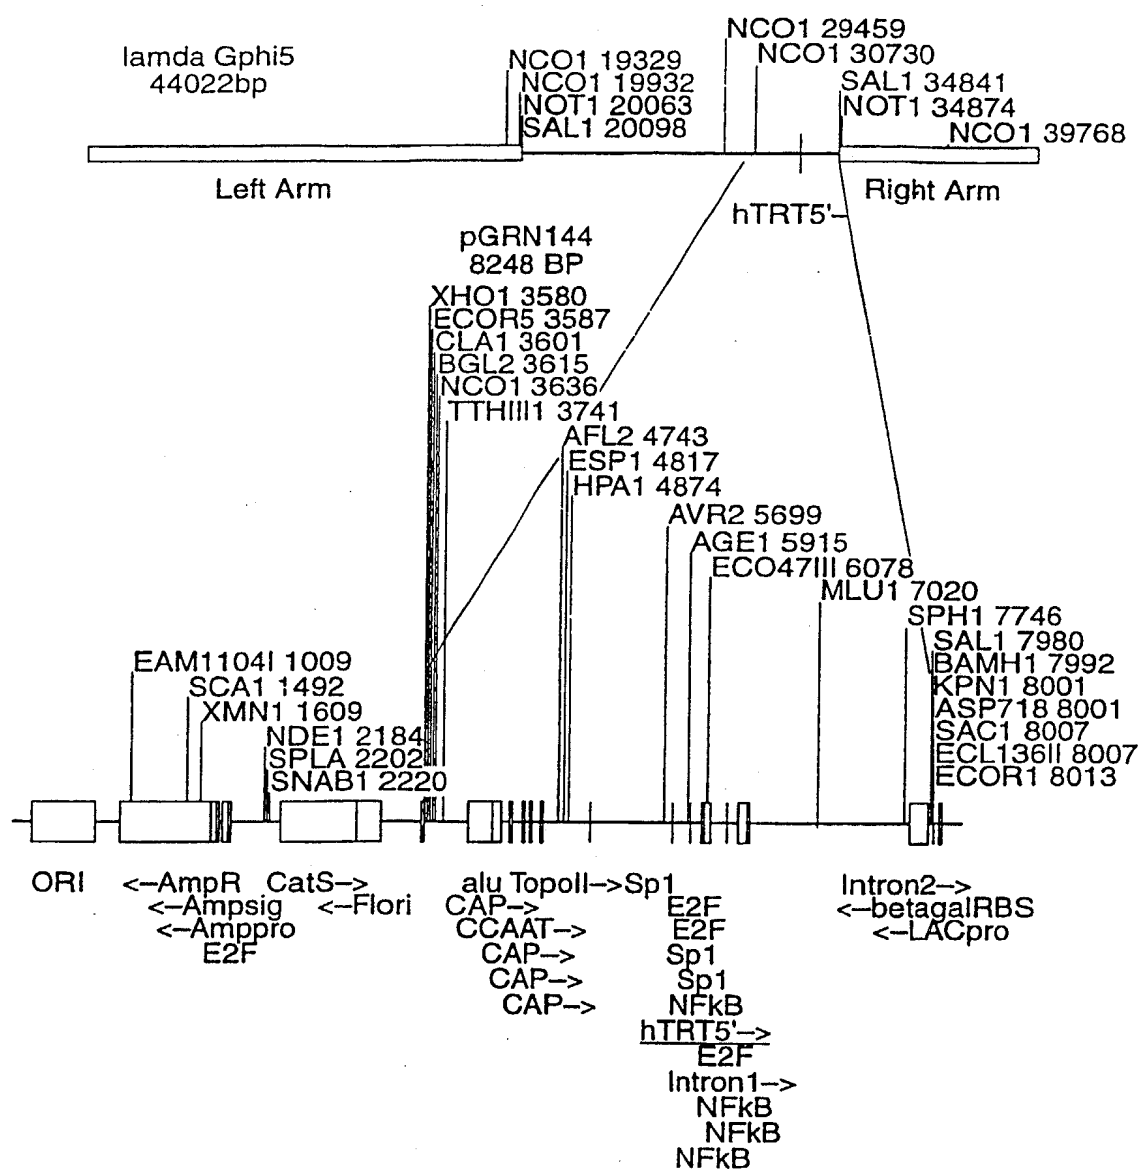 lamda Gphi5
44022bp
NCO1 19329
NCO1 19932
NOT1 20063
SAL1 20098
NCO1 29459
NCO1 30730
SAL1 34841
NOT1 34874
NCO1 39768
Left Arm
Right Arm
hTRT5'–
pGRN144
8248 BP
XHO1 3580
ECOR5 3587
CLA1 3601
BGL2 3615
NCO1 3636
TTHIII1 3741
AFL2 4743
ESP1 4817
HPA1 4874
AVR2 5699
AGE1 5915
ECO47III 6078
MLU1 7020
SPH1 7746
SAL1 7980
BAMH1 7992
KPN1 8001
ASP718 8001
SAC1 8007
ECL136II 8007
ECOR1 8013
EAM1104I 1009
SCA1 1492
XMN1 1609
NDE1 2184
SPLA 2202
SNAB1 2220
ORI
<–AmpR
<–Ampsig
<–Amppro
E2F
CatS–>
<–Flori
alu TopoII–>Sp1
CAP–>
CCAAT–>
CAP–>
CAP–>
CAP–>
E2F
E2F
Sp1
Sp1
NFkB
hTRT5'–>
E2F
Intron1–>
NFkB
NFkB
NFkB
Intron2–>
<–betagalRBS
<–LACpro